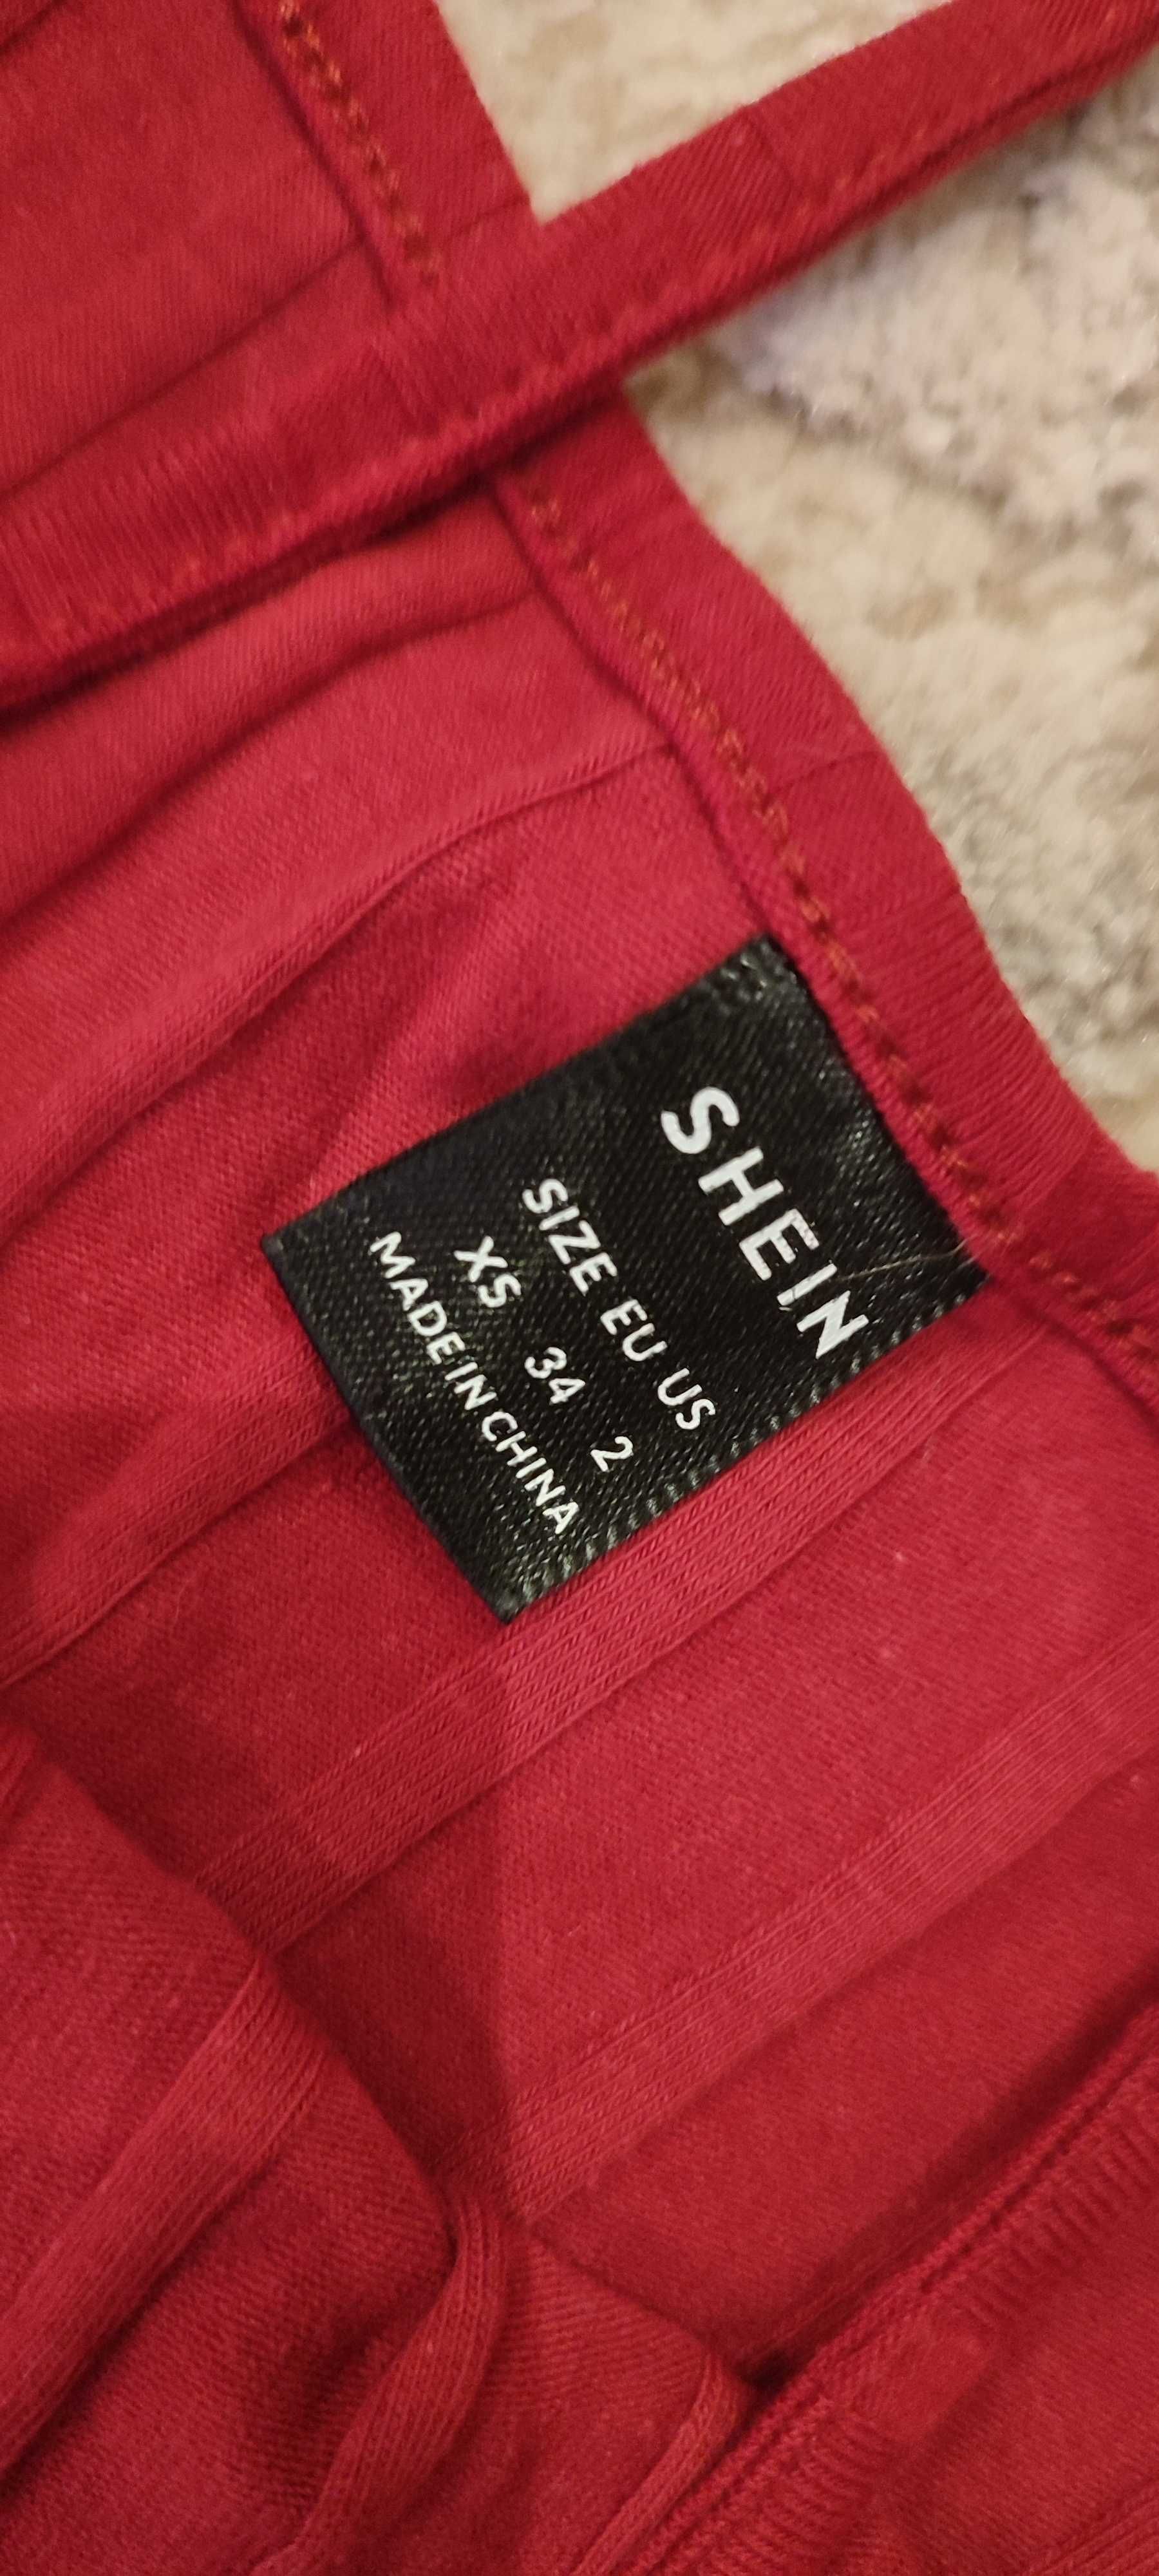 SHEIN
SIZE EU US
XS 34 2
MADE IN CHINA